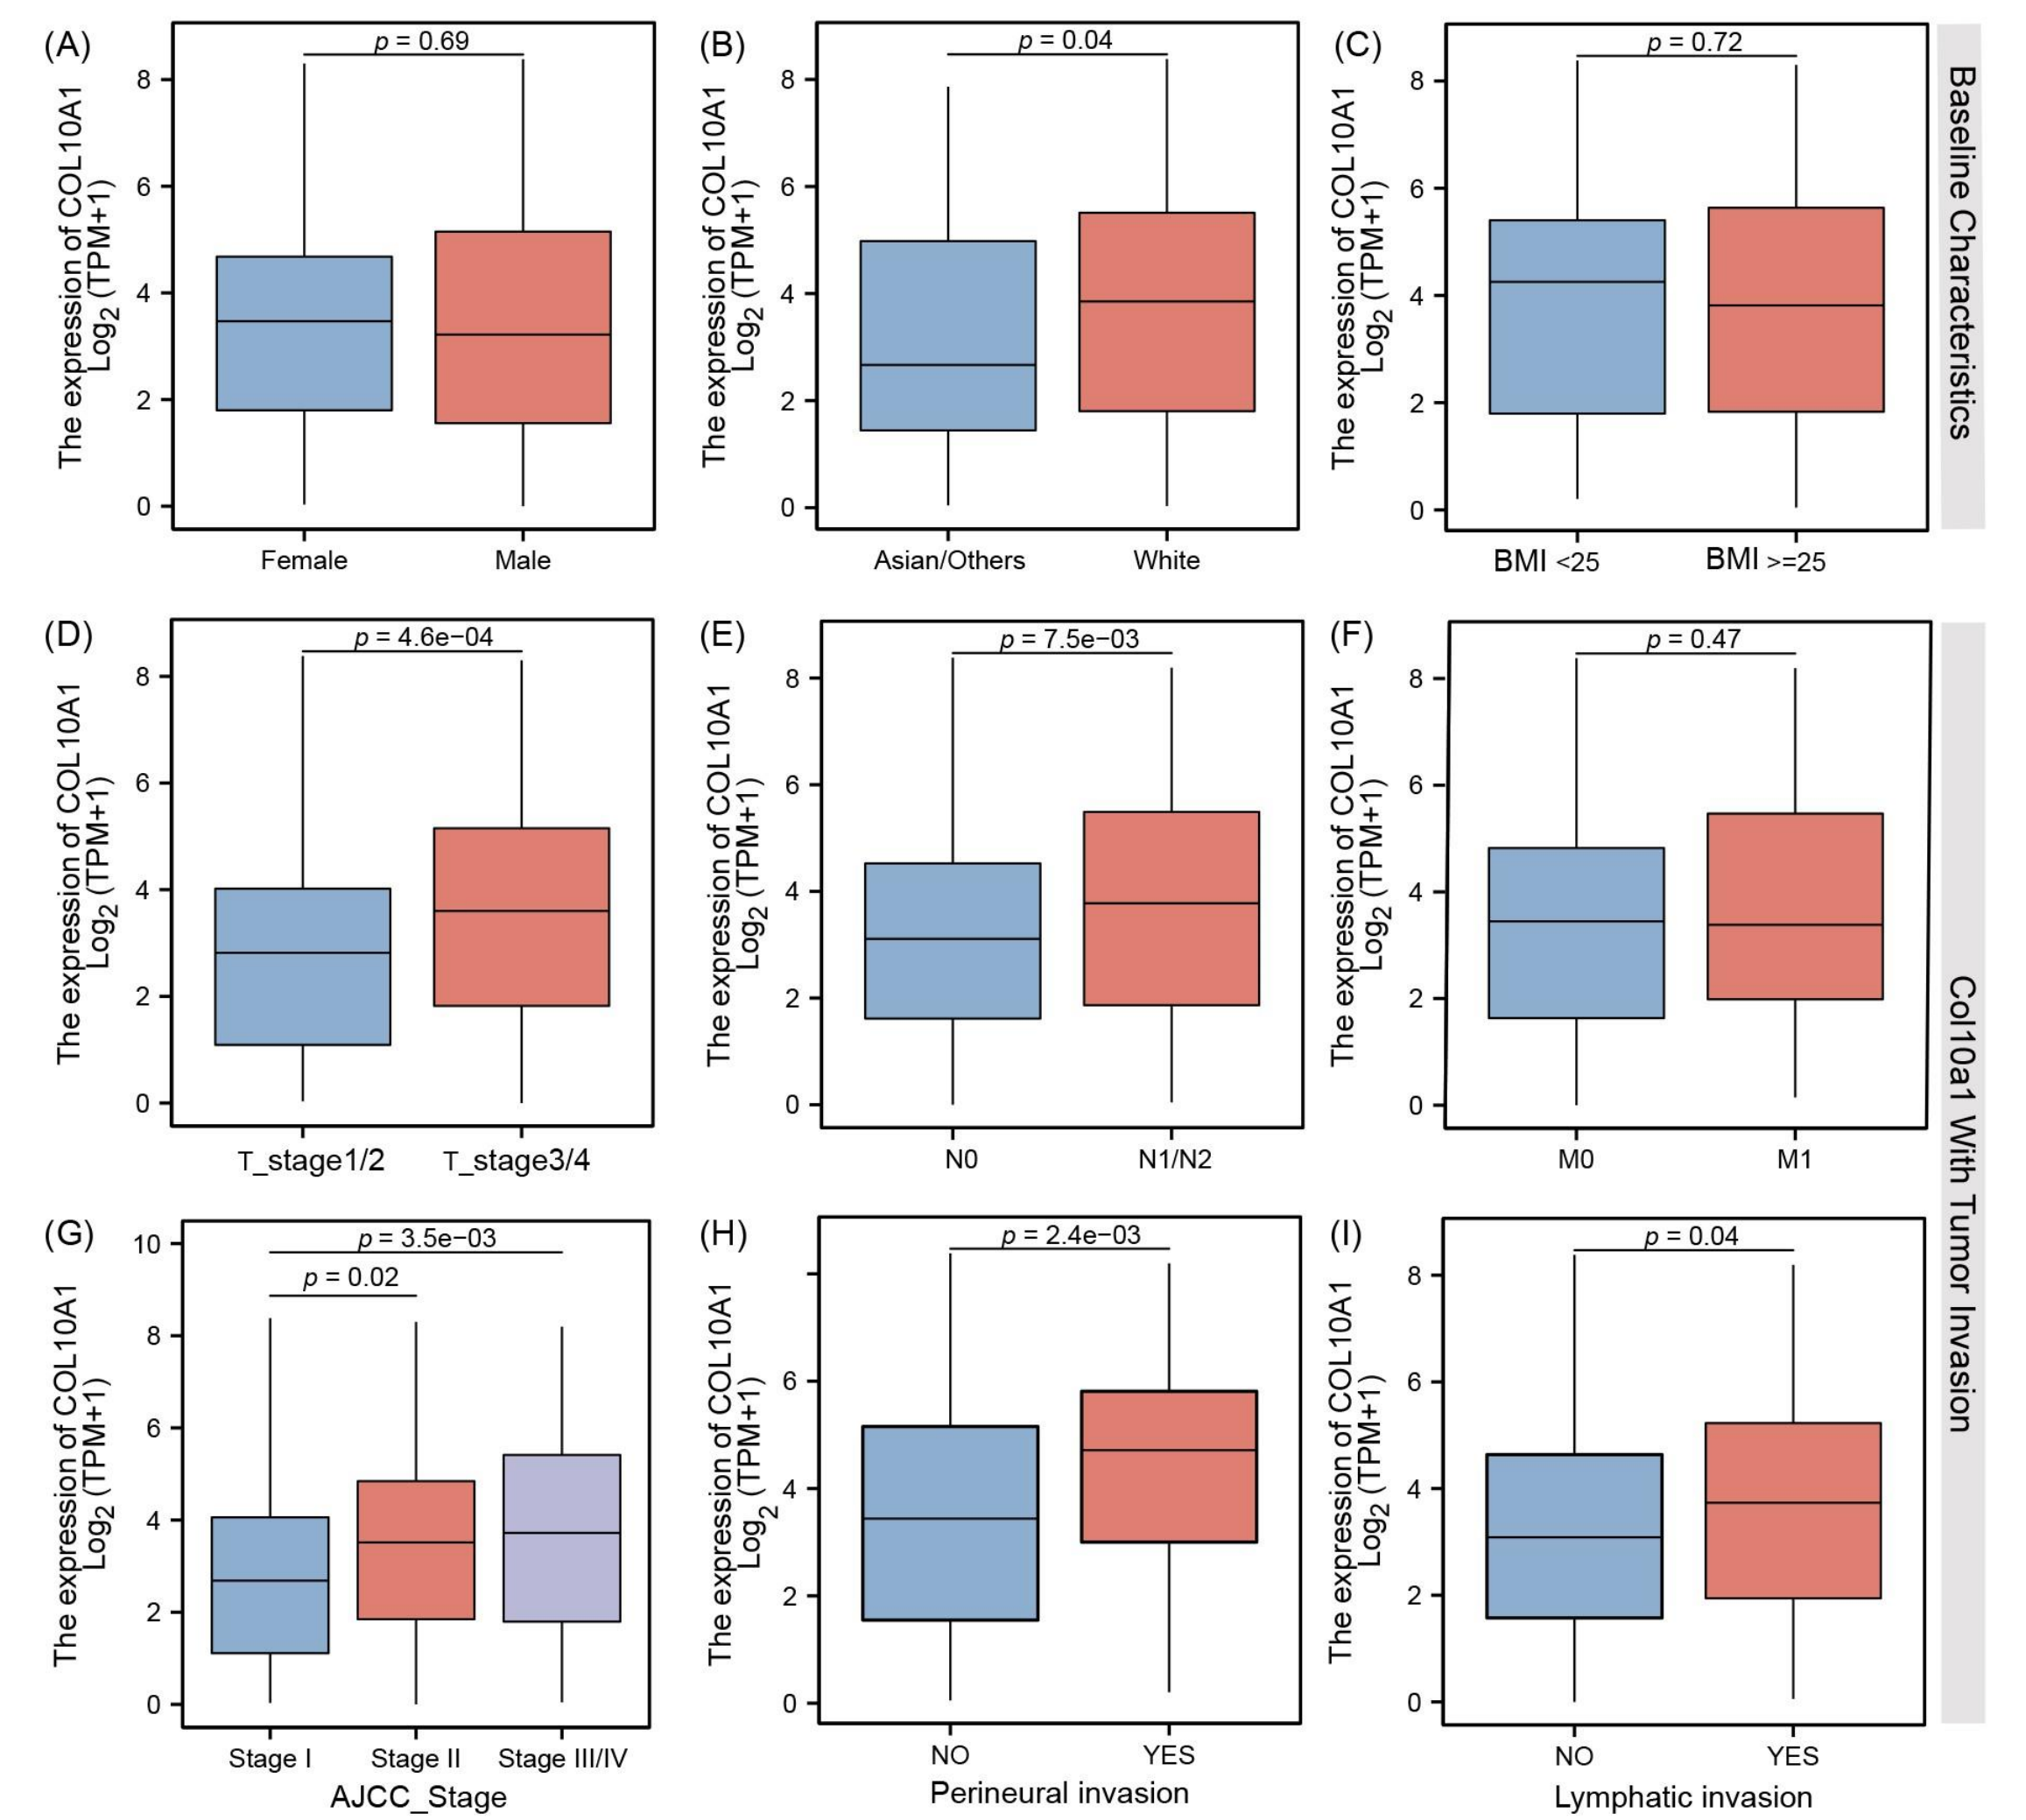 (A)
p = 0.69
The expression of COL10A1
Log2 (TPM+1)
8
6
4
2
0
Female Male
(B)
p = 0.04
The expression of COL10A1
Log2 (TPM+1)
8
6
4
2
0
Asian/Others White
(C)
p = 0.72
The expression of COL10A1
Log2 (TPM+1)
8
6
4
2
0
BMI <25 BMI >=25
Baseline Characteristics
(D)
p = 4.6e−04
The expression of COL10A1
Log2 (TPM+1)
8
6
4
2
0
T_stage1/2 T_stage3/4
(E)
p = 7.5e−03
The expression of COL10A1
Log2 (TPM+1)
8
6
4
2
0
N0 N1/N2
(F)
p = 0.47
The expression of COL10A1
Log2 (TPM+1)
8
6
4
2
0
M0 M1
Col10a1 With Tumor Invasion
(G)
p = 3.5e−03
p = 0.02
The expression of COL10A1
Log2 (TPM+1)
10
8
6
4
2
0
Stage I Stage II Stage III/IV
AJCC_Stage
(H)
p = 2.4e−03
The expression of COL10A1
Log2 (TPM+1)
6
4
2
0
NO YES
Perineural invasion
(I)
p = 0.04
The expression of COL10A1
Log2 (TPM+1)
8
6
4
2
0
NO YES
Lymphatic invasion